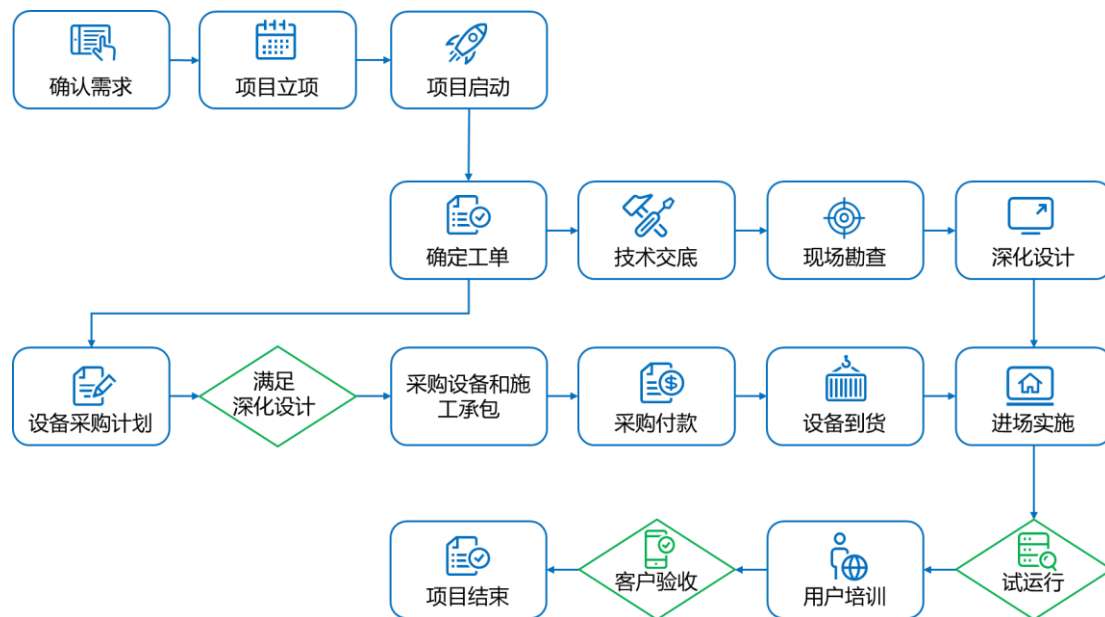 确认需求
项目立项
项目启动
确定工单
技术交底
现场勘查
深化设计
设备采购计划
满足
深化设计
采购设备和施
工承包
采购付款
设备到货
进场实施
项目结束
客户验收
用户培训
试运行